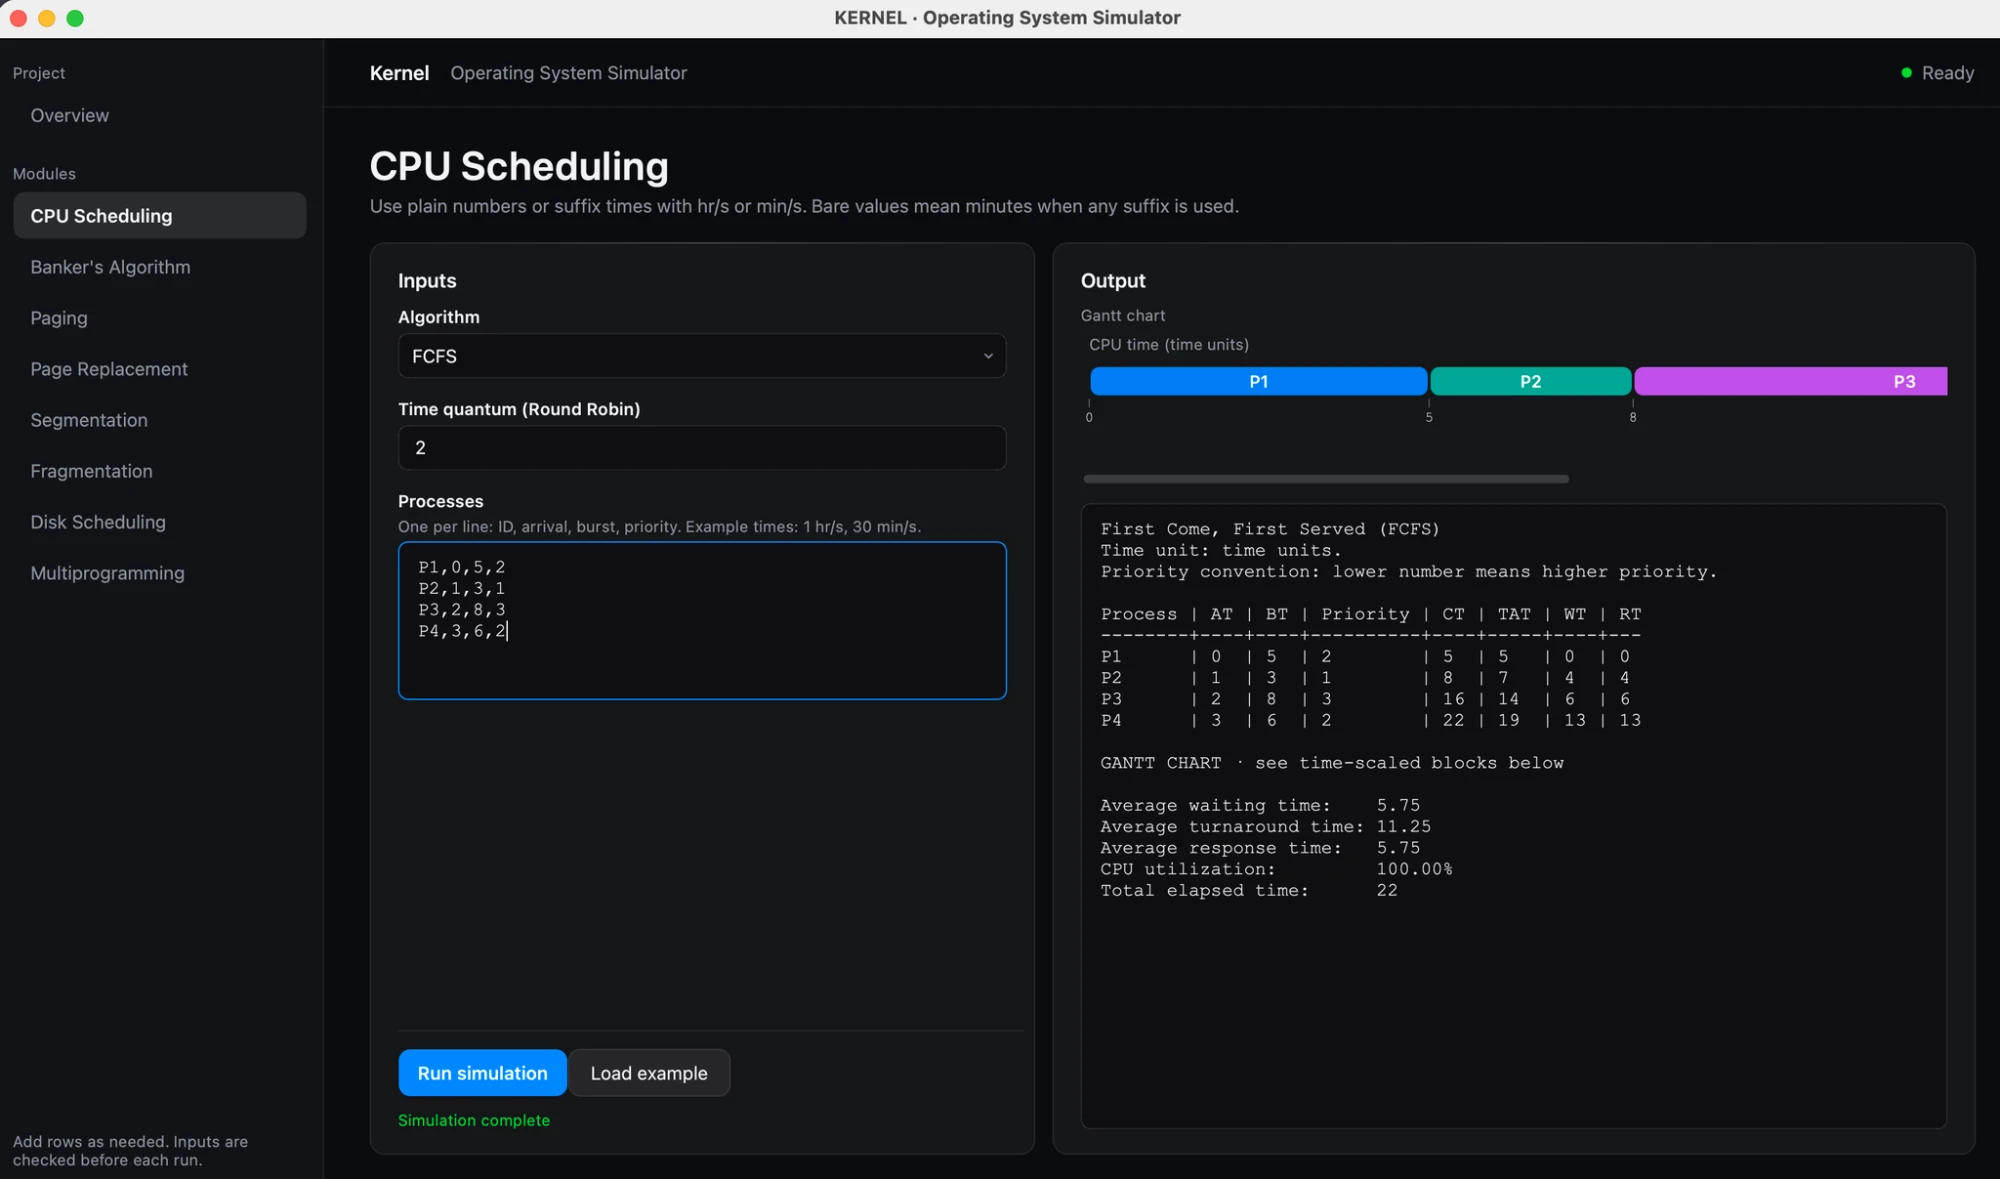 KERNEL · Operating System Simulator
Project
Overview
Modules
CPU Scheduling
Banker's Algorithm
Paging
Page Replacement
Segmentation
Fragmentation
Disk Scheduling
Multiprogramming
Add rows as needed. Inputs are
checked before each run.
Kernel Operating System Simulator
Ready
CPU Scheduling
Use plain numbers or suffix times with hr/s or min/s. Bare values mean minutes when any suffix is used.
Inputs
Algorithm
FCFS
Time quantum (Round Robin)
2
Processes
One per line: ID, arrival, burst, priority. Example times: 1 hr/s, 30 min/s.
P1,0,5,2
P2,1,3,1
P3,2,8,3
P4,3,6,2
Run simulation Load example
Simulation complete
Output
Gantt chart
CPU time (time units)
P1 P2 P3
0 5 8
First Come, First Served (FCFS)
Time unit: time units.
Priority convention: lower number means higher priority.
Process | AT | BT | Priority | CT | TAT | WT | RT
--------+----+----+----------+----+-----+----+---
P1      | 0  | 5  | 2        | 5  | 5   | 0  | 0
P2      | 1  | 3  | 1        | 8  | 7   | 4  | 4
P3      | 2  | 8  | 3        | 16 | 14  | 6  | 6
P4      | 3  | 6  | 2        | 22 | 19  | 13 | 13
GANTT CHART · see time-scaled blocks below
Average waiting time:    5.75
Average turnaround time: 11.25
Average response time:   5.75
CPU utilization:         100.00%
Total elapsed time:      22